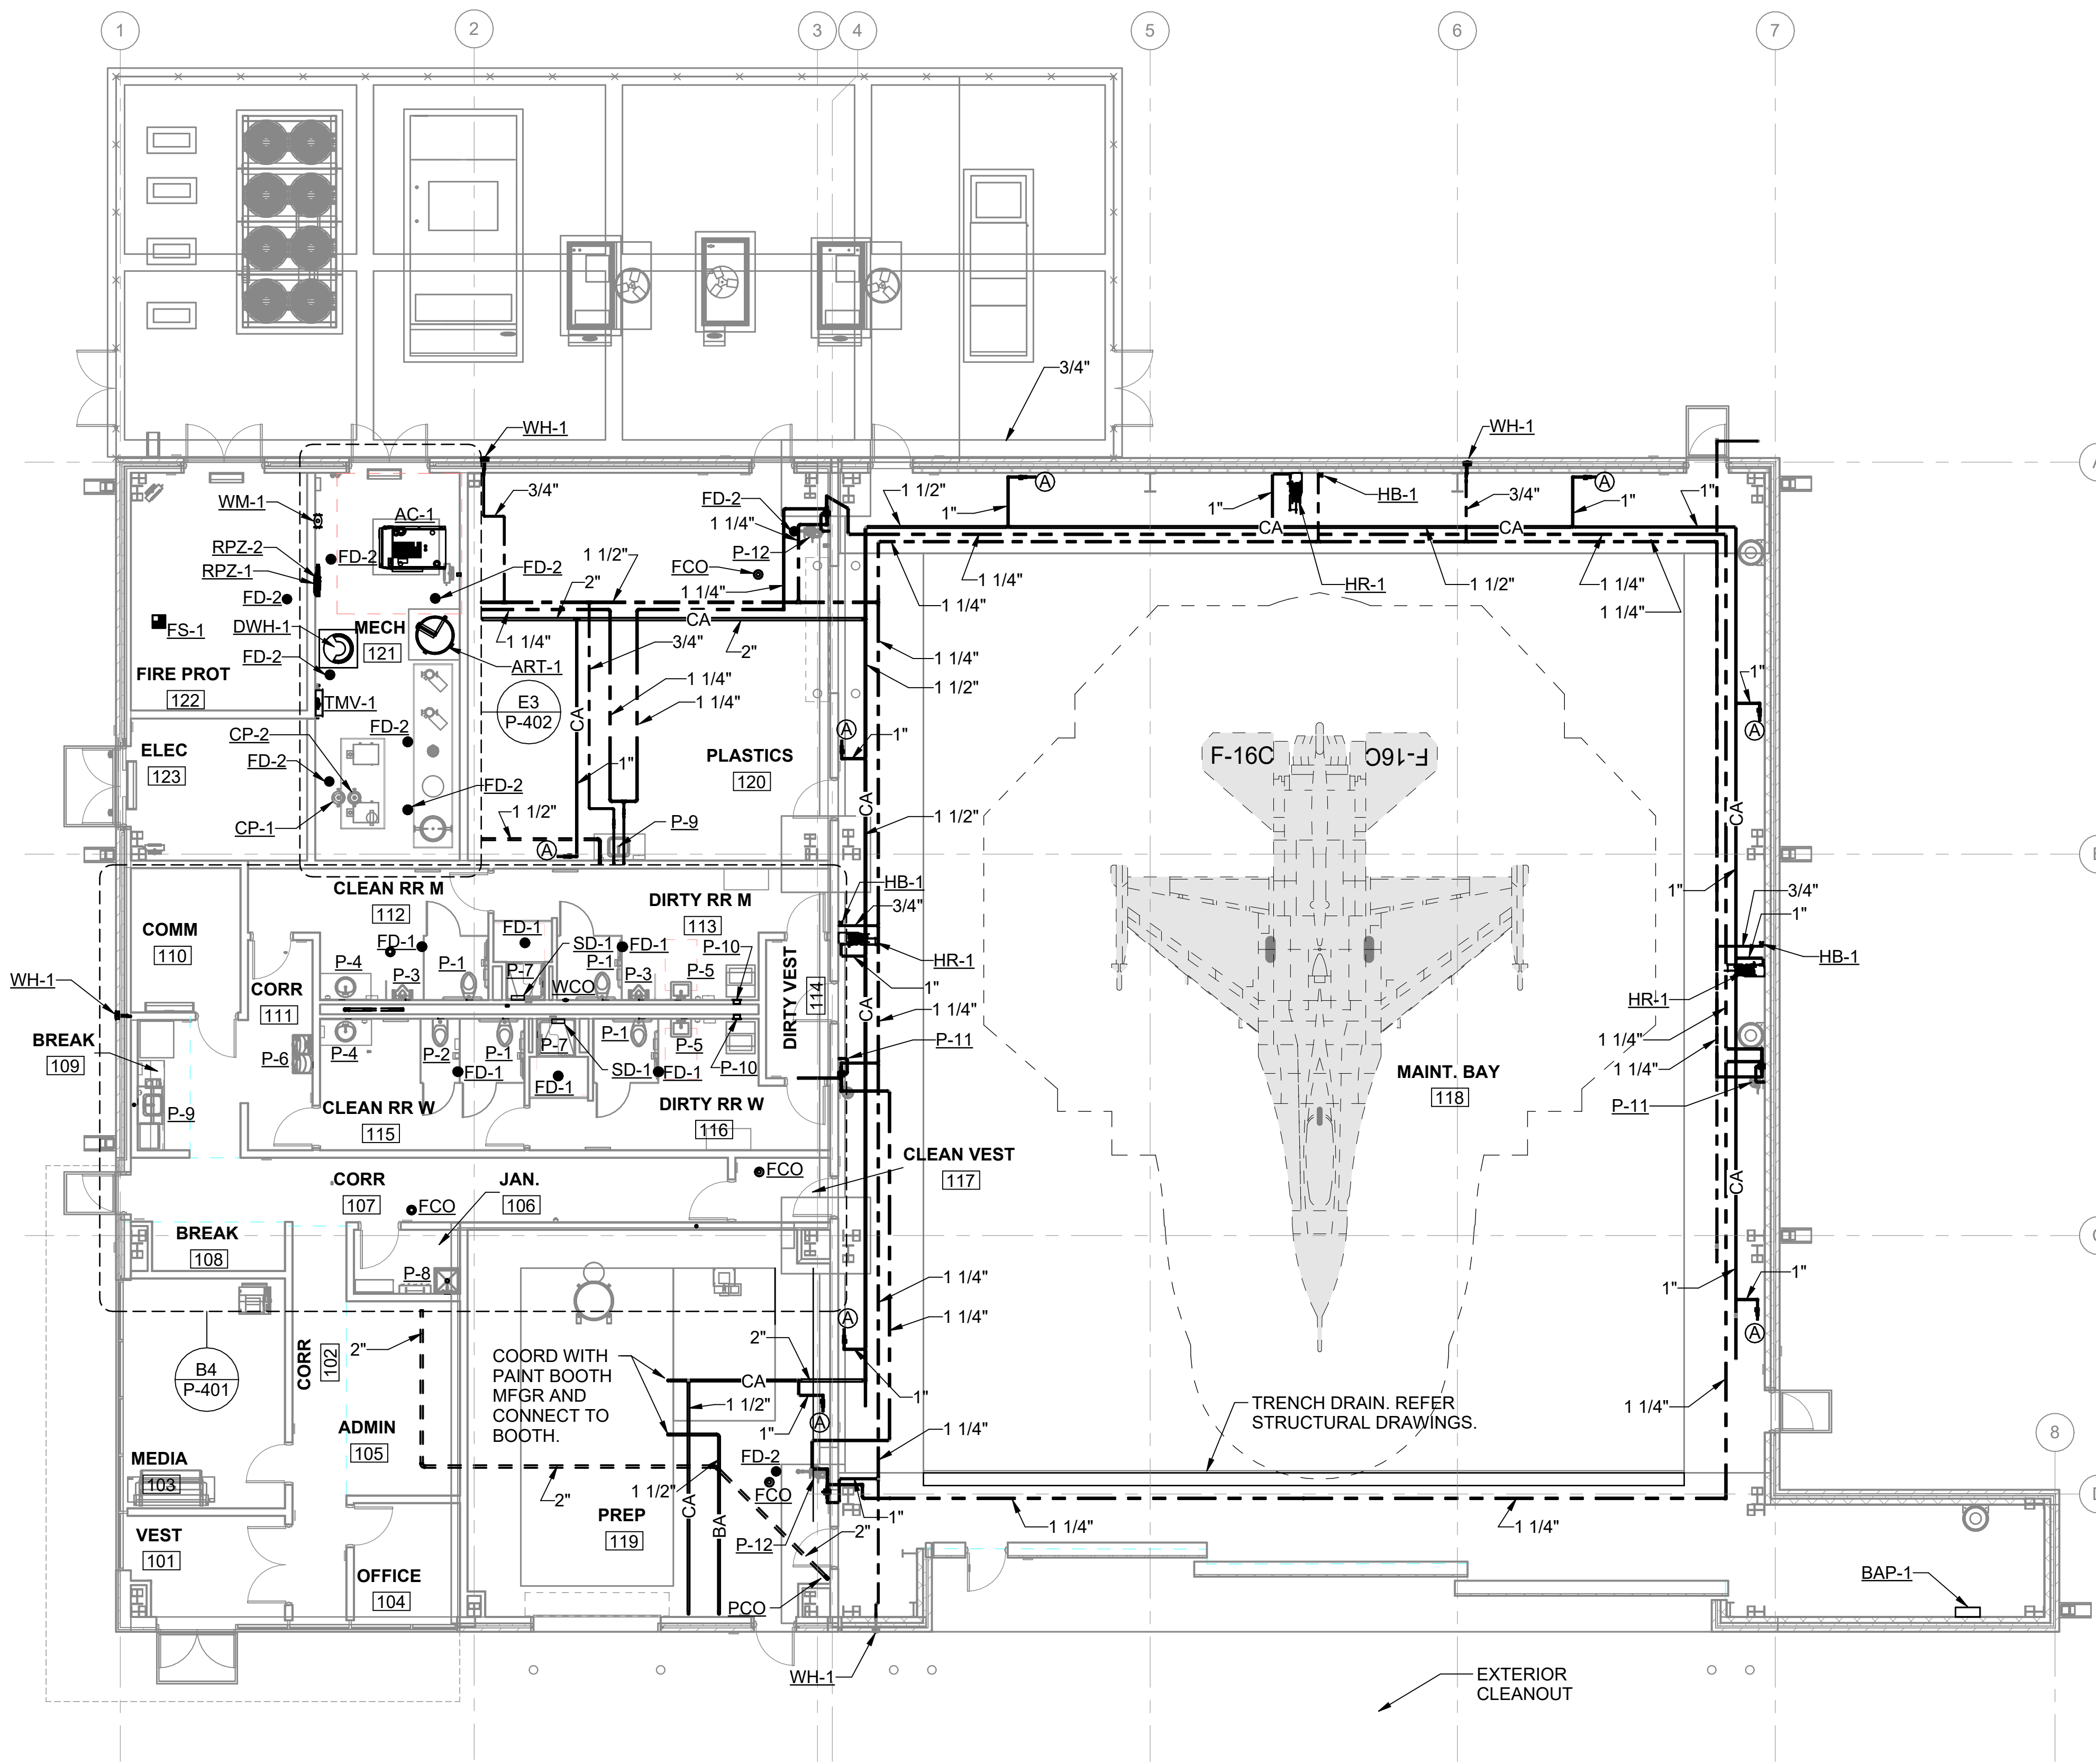 1
2
3
4
5
6
7
3/4"
WH-1
WH-1
3/4"
WM-1
AC-1
FD-2
1 1/2"
A
1"
1"
HB-1
3/4"
A
1"
1"
CA
CA
A
RPZ-2
RPZ-1
FD-2
FD-2
FD-2
1 1/2"
2"
1 1/4"
P-12
FCO
1 1/4"
1 1/4"
1 1/4"
HR-1
1 1/2"
1 1/4"
1 1/4"
FS-1
DWH-1
MECH
121
FD-2
ART-1
1 1/4"
3/4"
CA
2"
1 1/4"
1 1/2"
FIRE PROT
122
TMV-1
E3
P-402
1 1/4"
1 1/4"
CA
1"
A
ELEC
123
CP-2
FD-2
FD-2
PLASTICS
120
A
1"
F-16C
F-16C
CP-1
FD-2
1"
1 1/2"
A
P-9
CA
1 1/2"
CA
B
CLEAN RR M
112
DIRTY RR M
113
HB-1
3/4"
1"
3/4"
1"
COMM
110
FD-1
FD-1
SD-1
FD-1
P-10
P-4
P-3
P-1
P-7
WCO
P-1
P-3
P-5
DIRTY VEST
114
HR-1
1"
HB-1
HR-1
WH-1
CORR
111
CA
1 1/4"
BREAK
109
P-6
P-4
P-2
P-1
P-7
P-1
P-5
P-11
1 1/4"
1 1/4"
FD-1
FD-1
SD-1
FD-1
P-10
MAINT. BAY
118
P-11
P-9
CLEAN RR W
115
DIRTY RR W
116
CLEAN VEST
117
CORR
107
JAN.
106
FCO
FCO
CA
BREAK
108
C
P-8
1 1/4"
1 1/4"
1"
1"
A
A
CORR
102
2"
B4
P-401
COORD WITH
PAINT BOOTH
MFGR AND
CONNECT TO
BOOTH.
2"
CA
1 1/2"
1"
A
1"
TRENCH DRAIN. REFER
STRUCTURAL DRAWINGS.
1 1/4"
ADMIN
105
1 1/4"
8
MEDIA
103
FD-2
FCO
2"
1 1/2"
CA
BA
PREP
119
1"
2"
P-12
1 1/4"
1 1/4"
D
VEST
101
OFFICE
104
PCO
BAP-1
WH-1
EXTERIOR
CLEANOUT